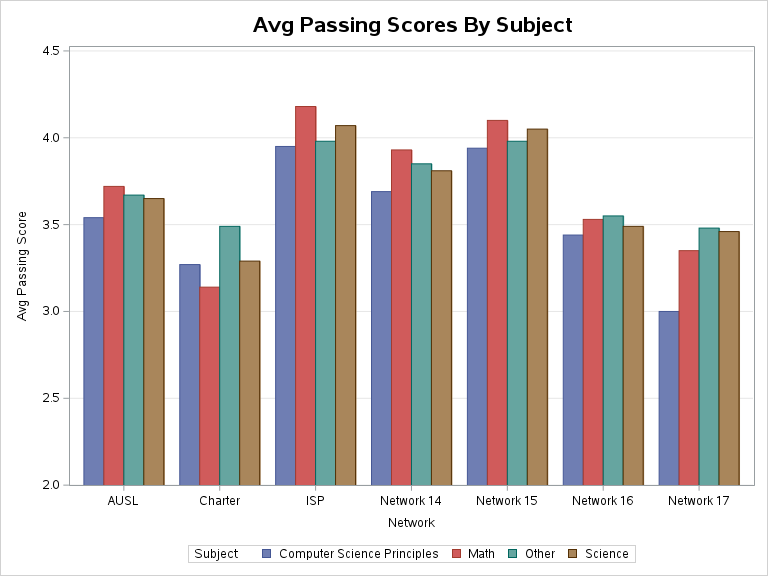 Avg Passing Scores By Subject
4.5
4.0
3.5
3.0
2.5
2.0
Avg Passing Score
AUSL Charter ISP Network 14 Network 15 Network 16 Network 17
Network
Subject Computer Science Principles Math Other Science